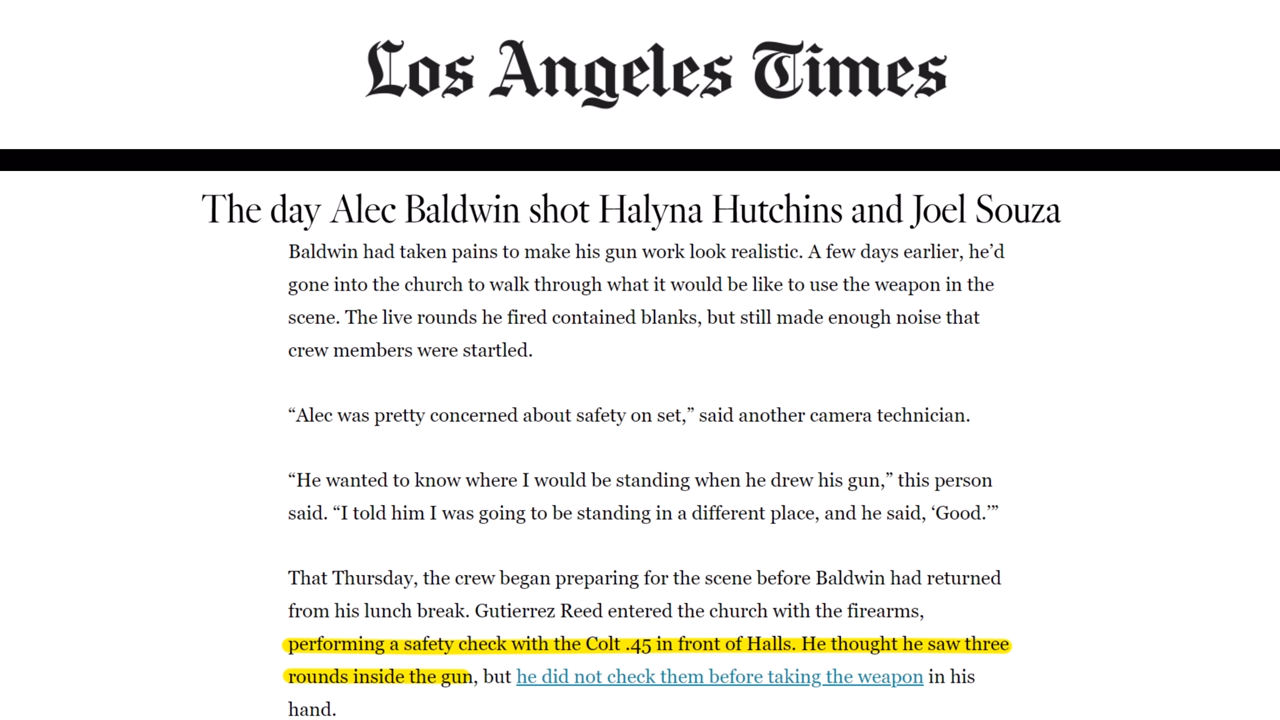 Los Angeles Times
The day Alec Baldwin shot Halyna Hutchins and Joel Souza
Baldwin had taken pains to make his gun work look realistic. A few days earlier, he’d
gone into the church to walk through what it would be like to use the weapon in the
scene. The live rounds he fired contained blanks, but still made enough noise that
crew members were startled.
“Alec was pretty concerned about safety on set,” said another camera technician.
“He wanted to know where I would be standing when he drew his gun,” this person
said. “I told him I was going to be standing in a different place, and he said, ‘Good.’”
That Thursday, the crew began preparing for the scene before Baldwin had returned
from his lunch break. Gutierrez Reed entered the church with the firearms,
performing a safety check with the Colt .45 in front of Halls. He thought he saw three
rounds inside the gun, but he did not check them before taking the weapon in his
hand.